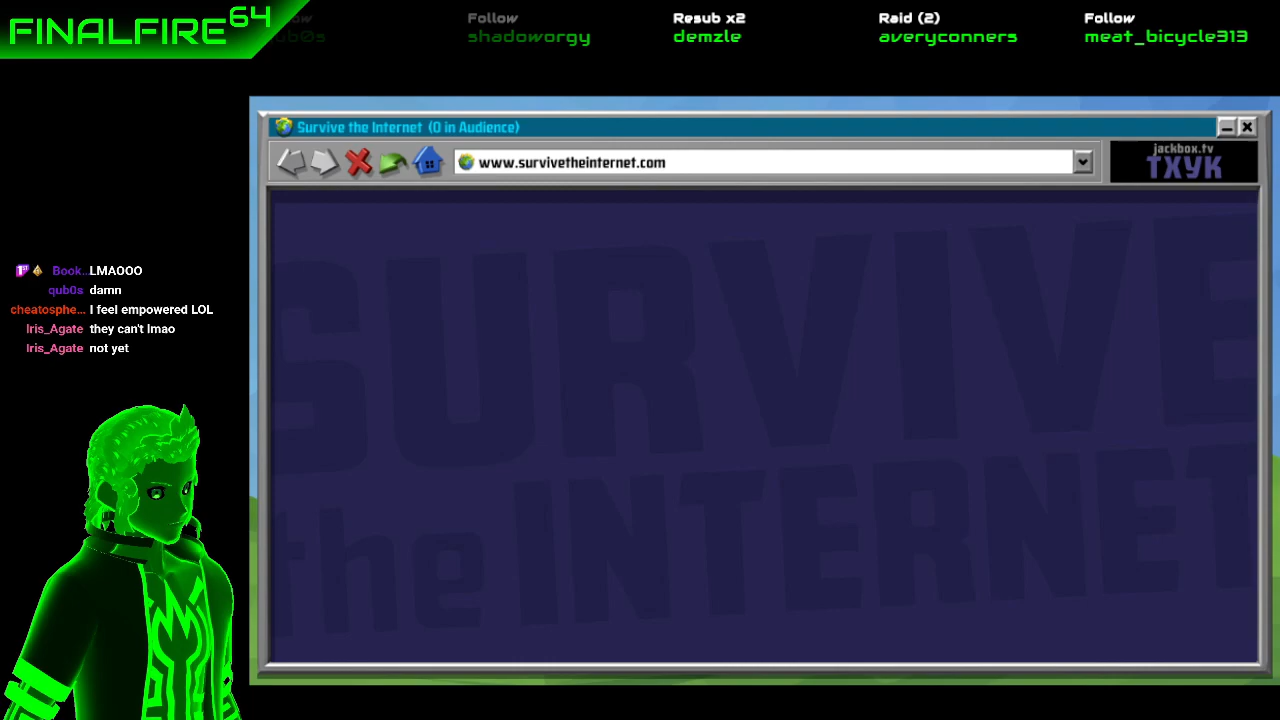 FINALFIRE64
Follow
shadoworgy
Resub x2
demzle
Raid (2)
averyconners
Follow
meat_bicycle313
Survive the Internet (0 in Audience)
www.survivetheinternet.com
jackbox.tv
TXYK
SURVIVE
the INTERNET
Book... LMAOOO
qub0s damn
cheatosphe... I feel empowered LOL
Iris_Agate they can't lmao
Iris_Agate not yet